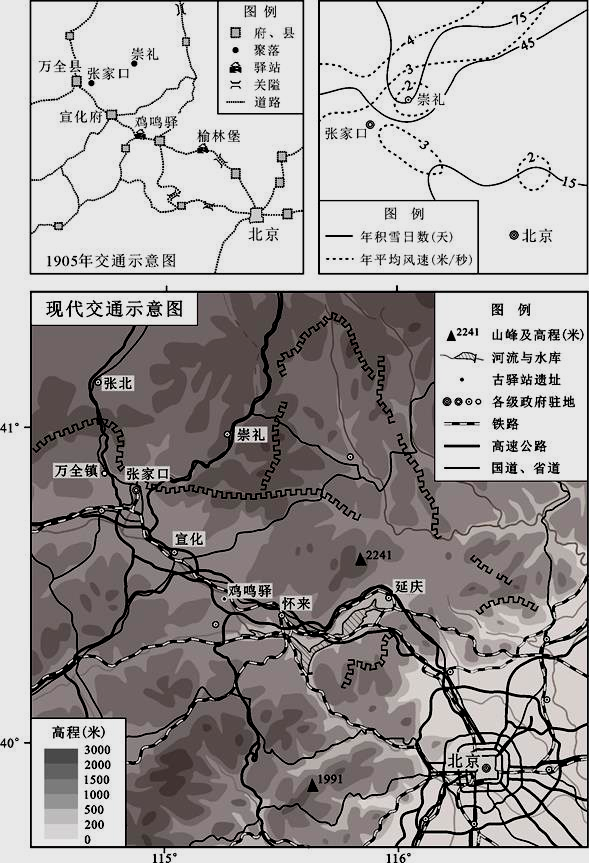 图 例
府、县
聚落
驿站
关隘
道路
崇礼
万全县
张家口
宣化府
鸡鸣驿
榆林堡
北京
1905年交通示意图
75
45
4
3
2
崇礼
张家口
3
2
15
北京
图 例
年积雪日数(天)
年平均风速(米/秒)
现代交通示意图
图 例
2241
山峰及高程(米)
河流与水库
古驿站遗址
各级政府驻地
铁路
高速公路
国道、省道
张北
41°
崇礼
万全镇
张家口
宣化
2241
鸡鸣驿
怀来
延庆
40°
高程(米)
3000
2000
1500
1000
500
200
0
北京
1991
115°
116°